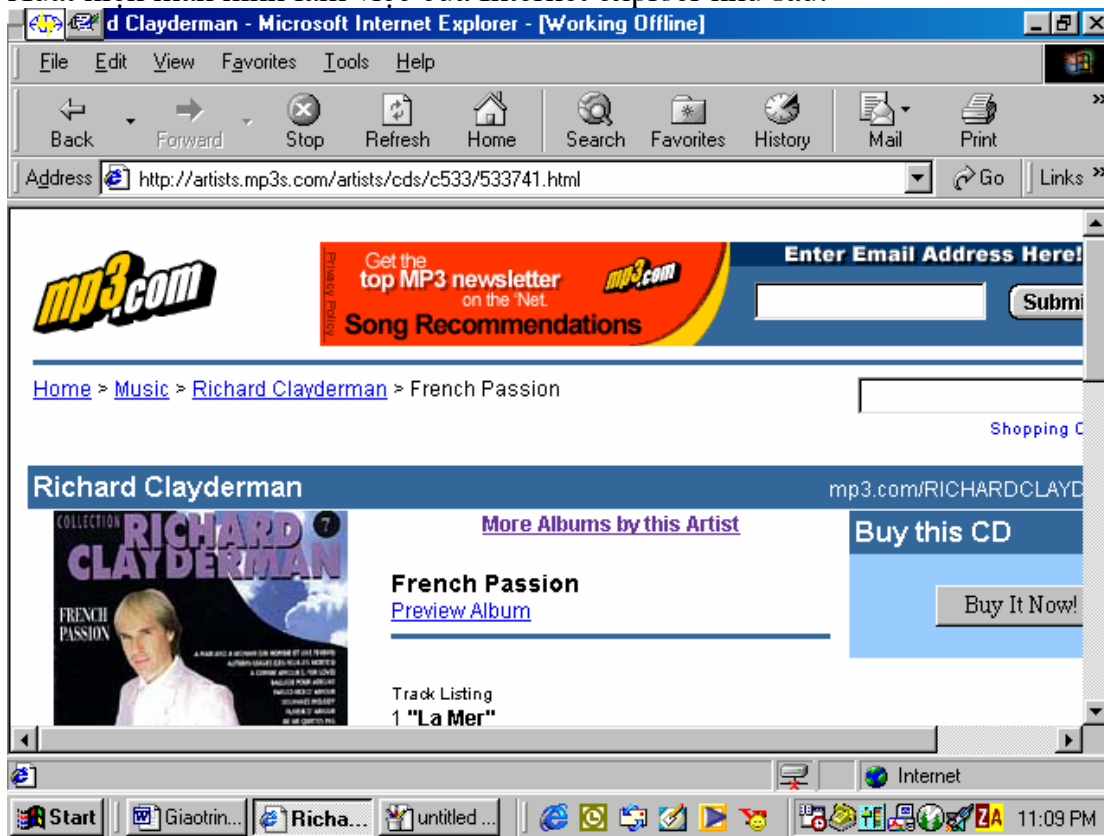 d Clayderman - Microsoft Internet Explorer - [Working Offline]
File Edit View Favorites Tools Help
Back Forward Stop Refresh Home Search Favorites History Mail Print
Address http://artists.mp3s.com/artists/cds/c533/533741.html Go Links
mp3.com
Privacy Policy
Get the
top MP3 newsletter
on the 'Net.
Song Recommendations
mp3.com
Enter Email Address Here!
Submi
Home > Music > Richard Clayderman > French Passion
Shopping C
Richard Clayderman mp3.com/RICHARDCLAYD
COLLECTION RICHARD 7
CLAYDERMAN
FRENCH
PASSION
More Albums by this Artist
Buy this CD
French Passion
Preview Album
Buy It Now!
Track Listing
1 "La Mer"
Internet
Start Giaotrin... Richa... untitled ... ZA 11:09 PM